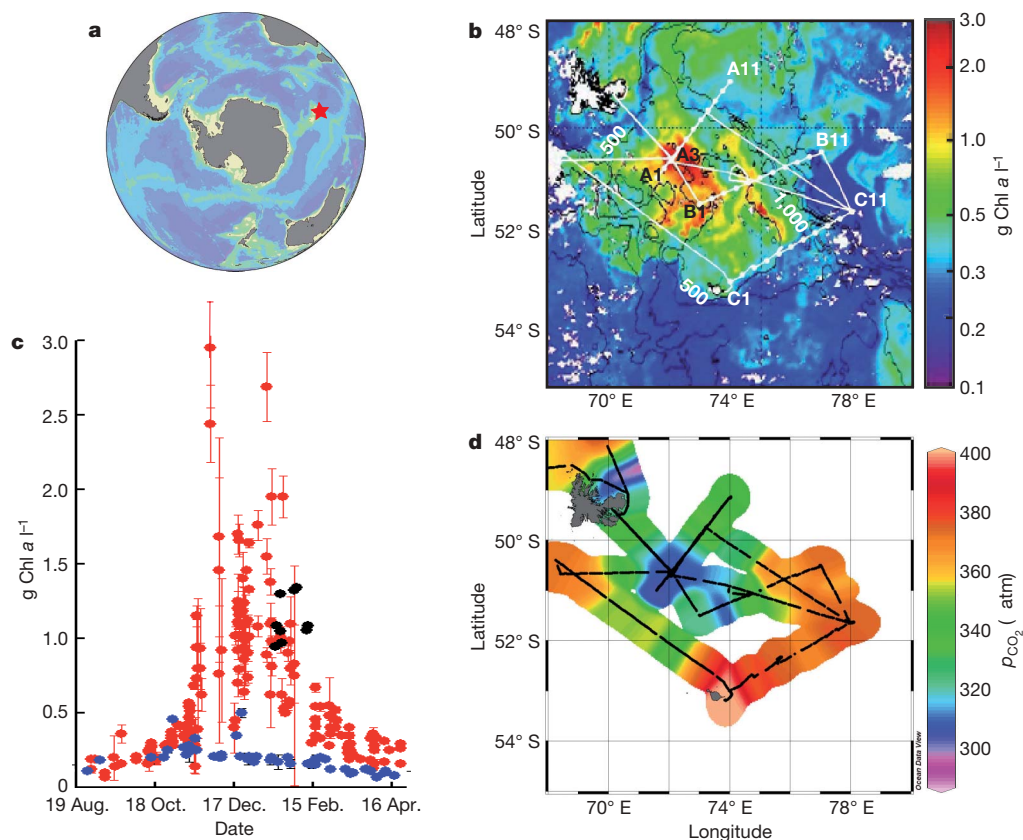 a
b
48° S
50° S
52° S
54° S
Latitude
70° E
74° E
78° E
A11
B11
500
A3
A1
B1
C11
1,000
500
C1
3.0
2.0
1.0
0.5
0.3
0.2
0.1
g Chl a l–1
c
3.0
2.5
2.0
1.5
1.0
0.5
0
g Chl a l–1
19 Aug.
18 Oct.
17 Dec.
15 Feb.
16 Apr.
Date
d
48° S
50° S
52° S
54° S
Latitude
70° E
74° E
78° E
Longitude
Ocean Data View
400
380
360
340
320
300
pCO2 ( atm)